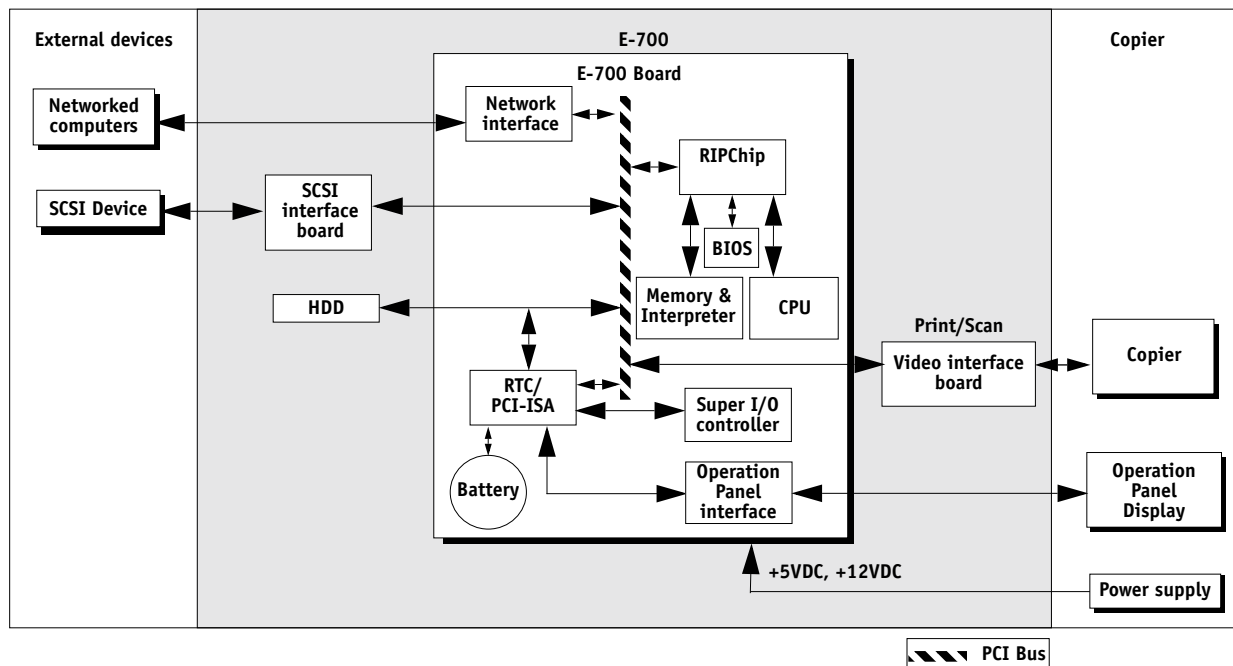 External devices
E-700
Copier
E-700 Board
Networked
computers
Network
interface
RIPChip
SCSI Device
SCSI
interface
board
BIOS
HDD
Memory &
Interpreter
CPU
Print/Scan
Video interface
board
Copier
RTC/
PCI-ISA
Super I/O
controller
Battery
Operation
Panel
interface
Operation
Panel
Display
+5VDC, +12VDC
Power supply
PCI Bus